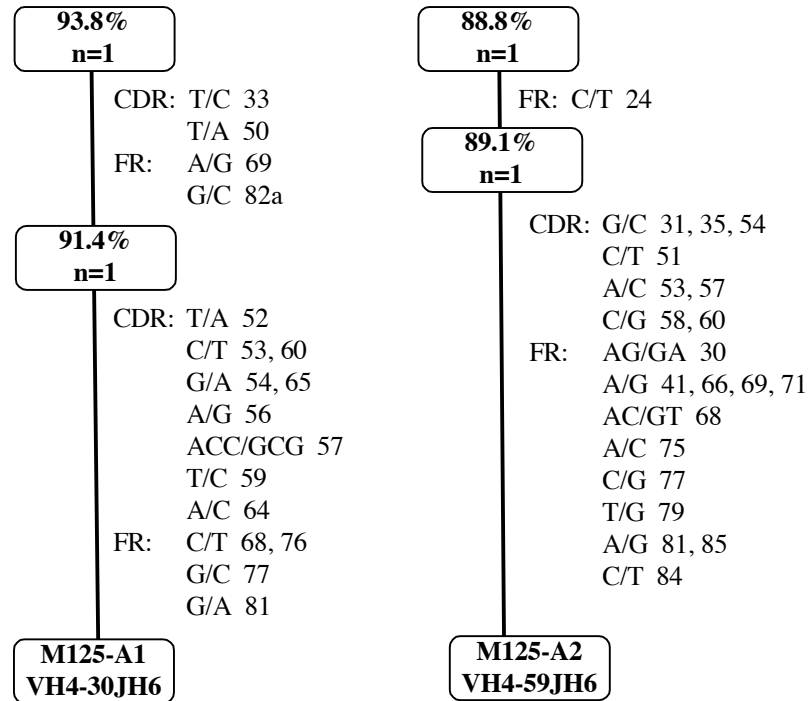 93.8%
n=1
CDR: T/C 33
T/A 50
FR: A/G 69
G/C 82a
91.4%
n=1
CDR: T/A 52
C/T 53, 60
G/A 54, 65
A/G 56
ACC/GCG 57
T/C 59
A/C 64
FR: C/T 68, 76
G/C 77
G/A 81
M125-A1
VH4-30JH6
88.8%
n=1
FR: C/T 24
89.1%
n=1
CDR: G/C 31, 35, 54
C/T 51
A/C 53, 57
C/G 58, 60
FR: AG/GA 30
A/G 41, 66, 69, 71
AC/GT 68
A/C 75
C/G 77
T/G 79
A/G 81, 85
C/T 84
M125-A2
VH4-59JH6